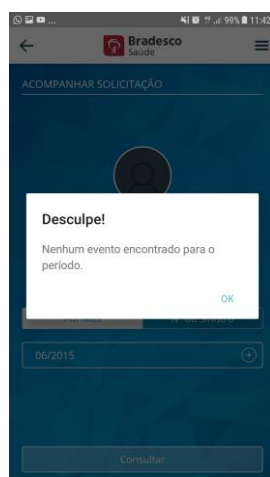 99% 11:42
Bradesco
Saúde
ACOMPANHAR SOLICITAÇÃO
Desculpe!
Nenhum evento encontrado para o
período.
OK
06/2015
Consultar